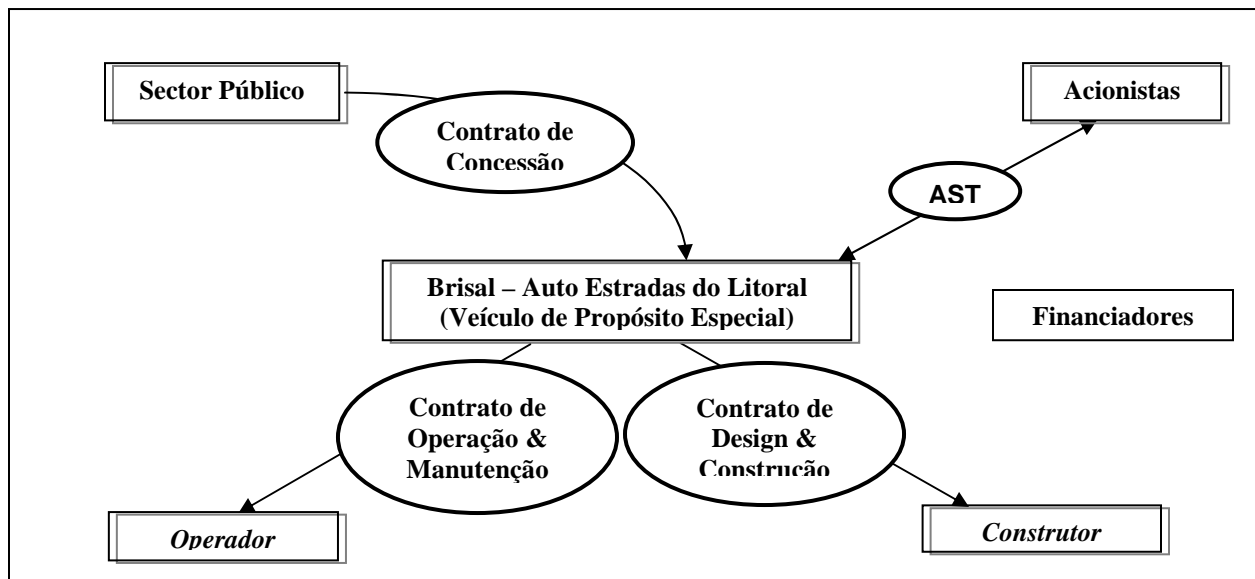 Sector Público
Acionistas
Contrato de
Concessão
AST
Brisal – Auto Estradas do Litoral
(Veículo de Propósito Especial)
Financiadores
Contrato de
Operação &
Manutenção
Contrato de
Design &
Construção
Operador
Construtor